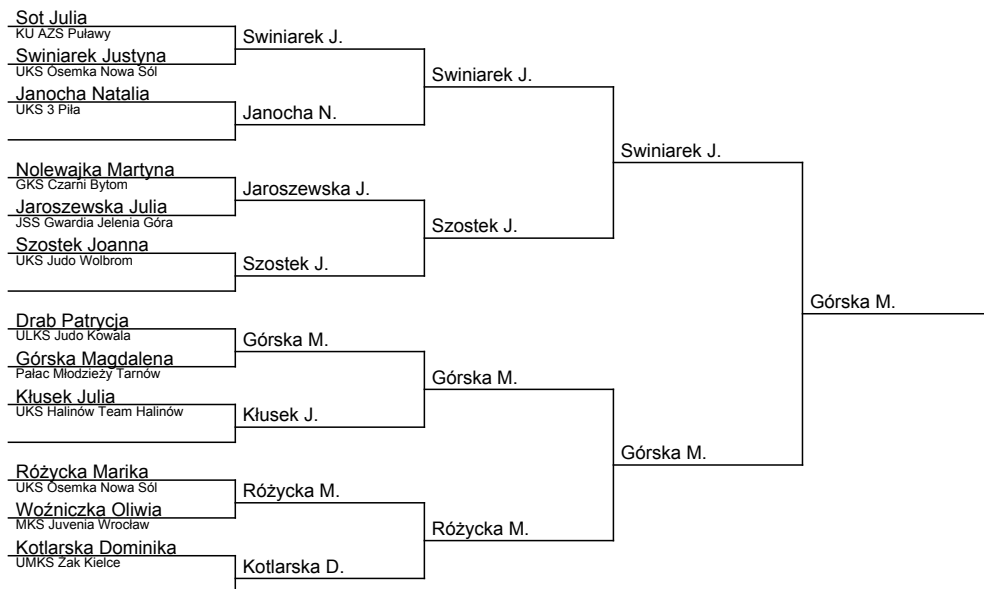 Sot Julia
KU AZS Puławy
Swiniarek Justyna
UKS Ósemka Nowa Sól
Janocha Natalia
UKS 3 Piła
Nolewajka Martyna
GKS Czarni Bytom
Jaroszewska Julia
JSS Gwardia Jelenia Góra
Szostek Joanna
UKS Judo Wolbrom
Drab Patrycja
ULKS Judo Kowala
Górska Magdalena
Pałac Młodzieży Tarnów
Kłusek Julia
UKS Halinów Team Halinów
Różycka Marika
UKS Ósemka Nowa Sól
Woźniczka Oliwia
MKS Juvenia Wrocław
Kotlarska Dominika
UMKS Żak Kielce
Swiniarek J.
Janocha N.
Jaroszewska J.
Szostek J.
Górska M.
Kłusek J.
Różycka M.
Kotlarska D.
Swiniarek J.
Szostek J.
Górska M.
Różycka M.
Swiniarek J.
Górska M.
Górska M.